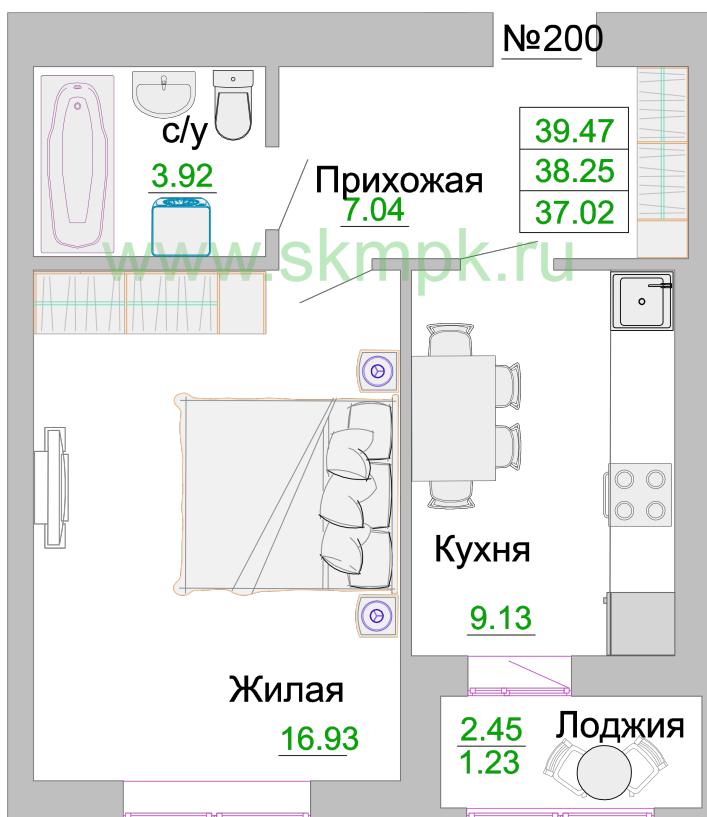 №200
с/у
3.92
Прихожая
7.04
39.47
38.25
37.02
www.skmpk.ru
Кухня
9.13
Жилая
16.93
Лоджия
2.45
1.23